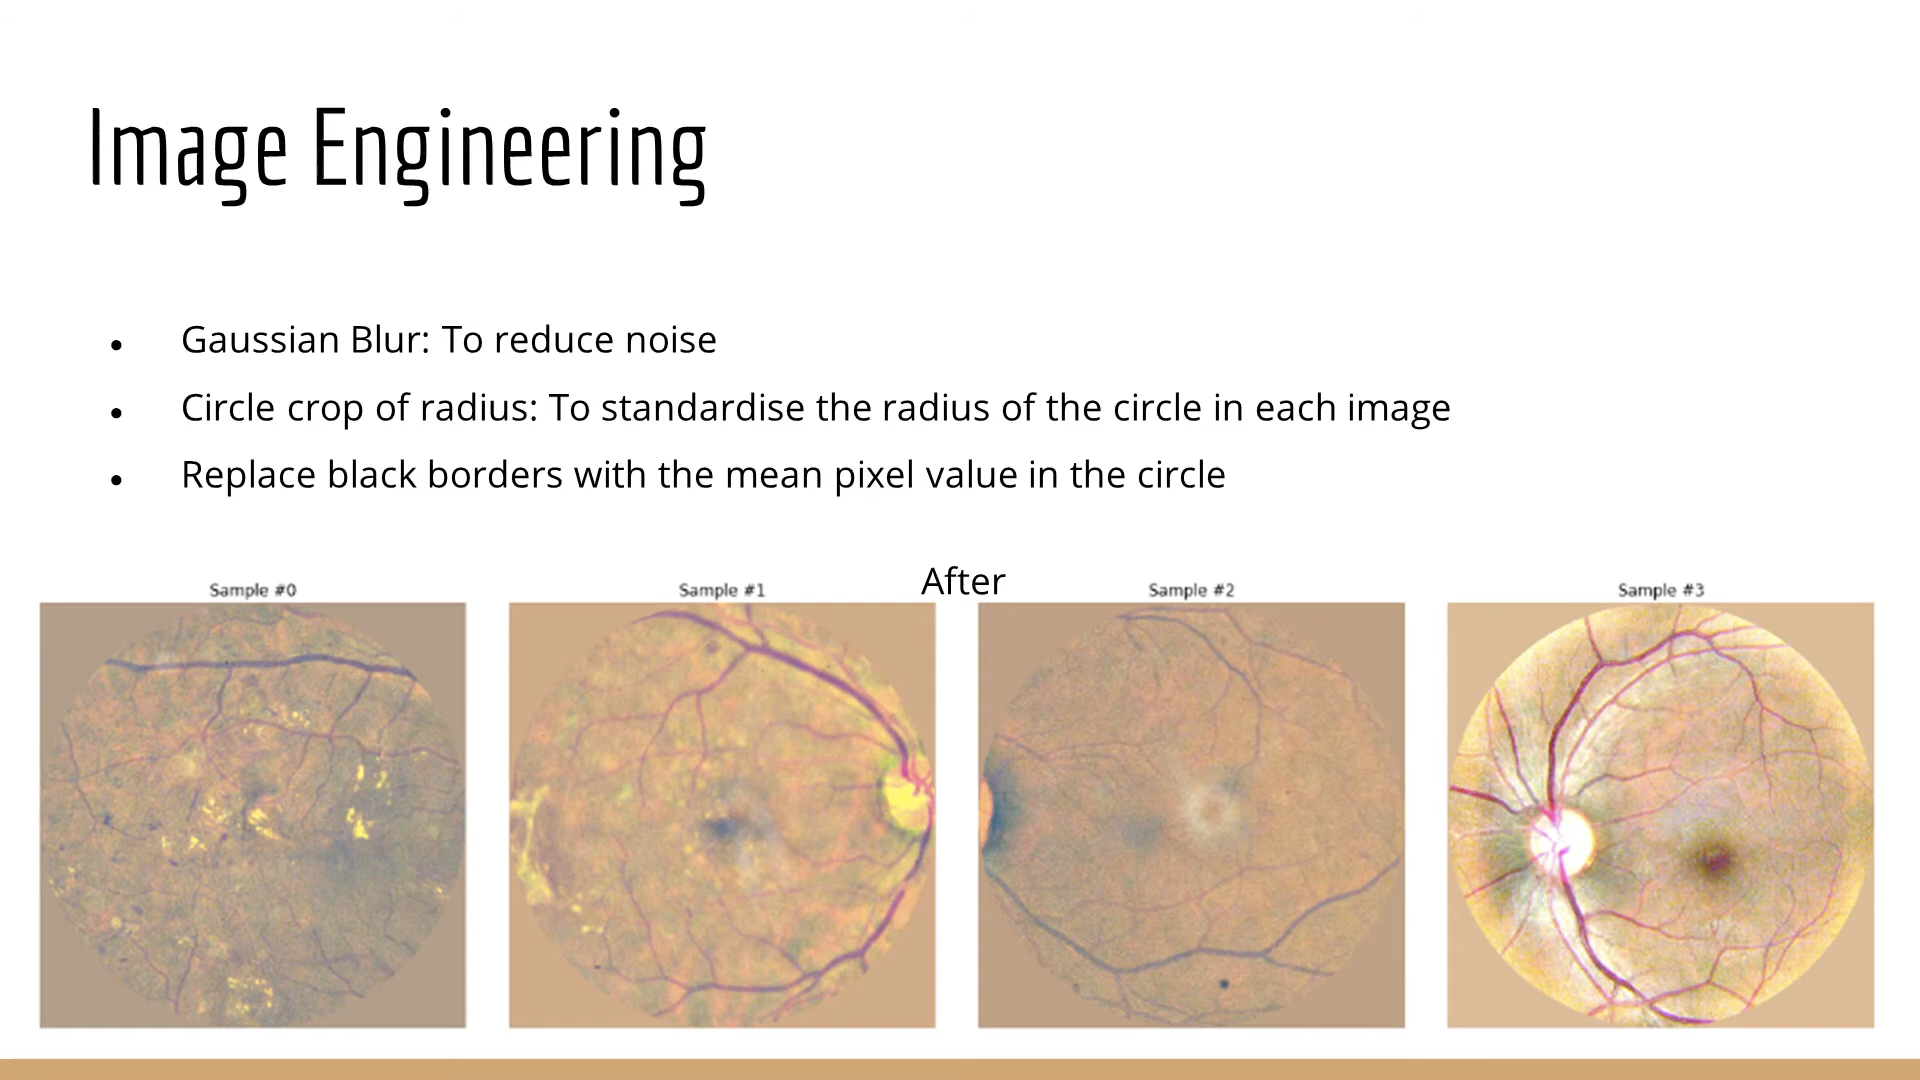 Image Engineering
Gaussian Blur: To reduce noise
Circle crop of radius: To standardise the radius of the circle in each image
Replace black borders with the mean pixel value in the circle
After
Sample #0
Sample #1
Sample #2
Sample #3